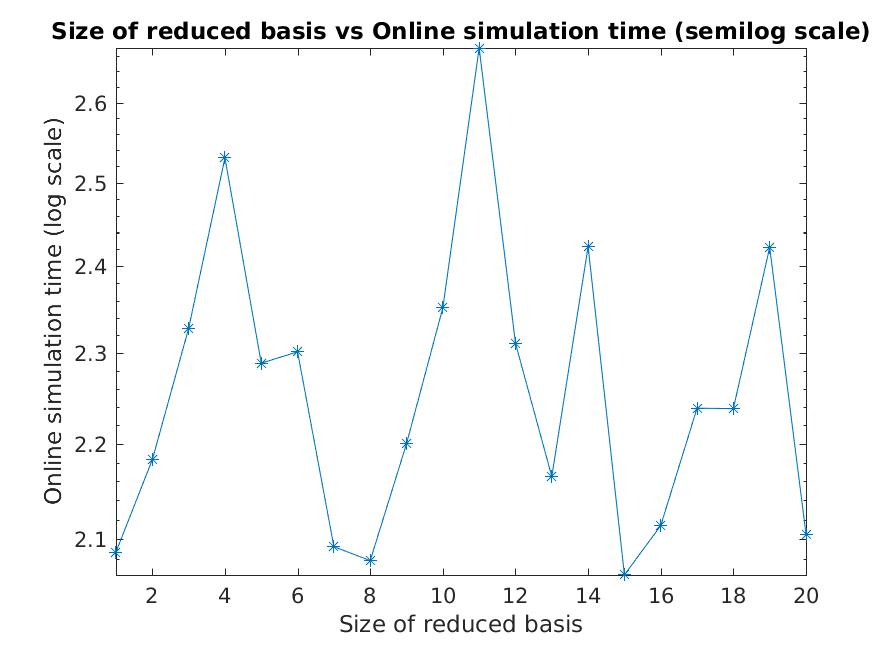 Size of reduced basis vs Online simulation time (semilog scale)
Online simulation time (log scale)
2.6
2.5
2.4
2.3
2.2
2.1
2 4 6 8 10 12 14 16 18 20
Size of reduced basis